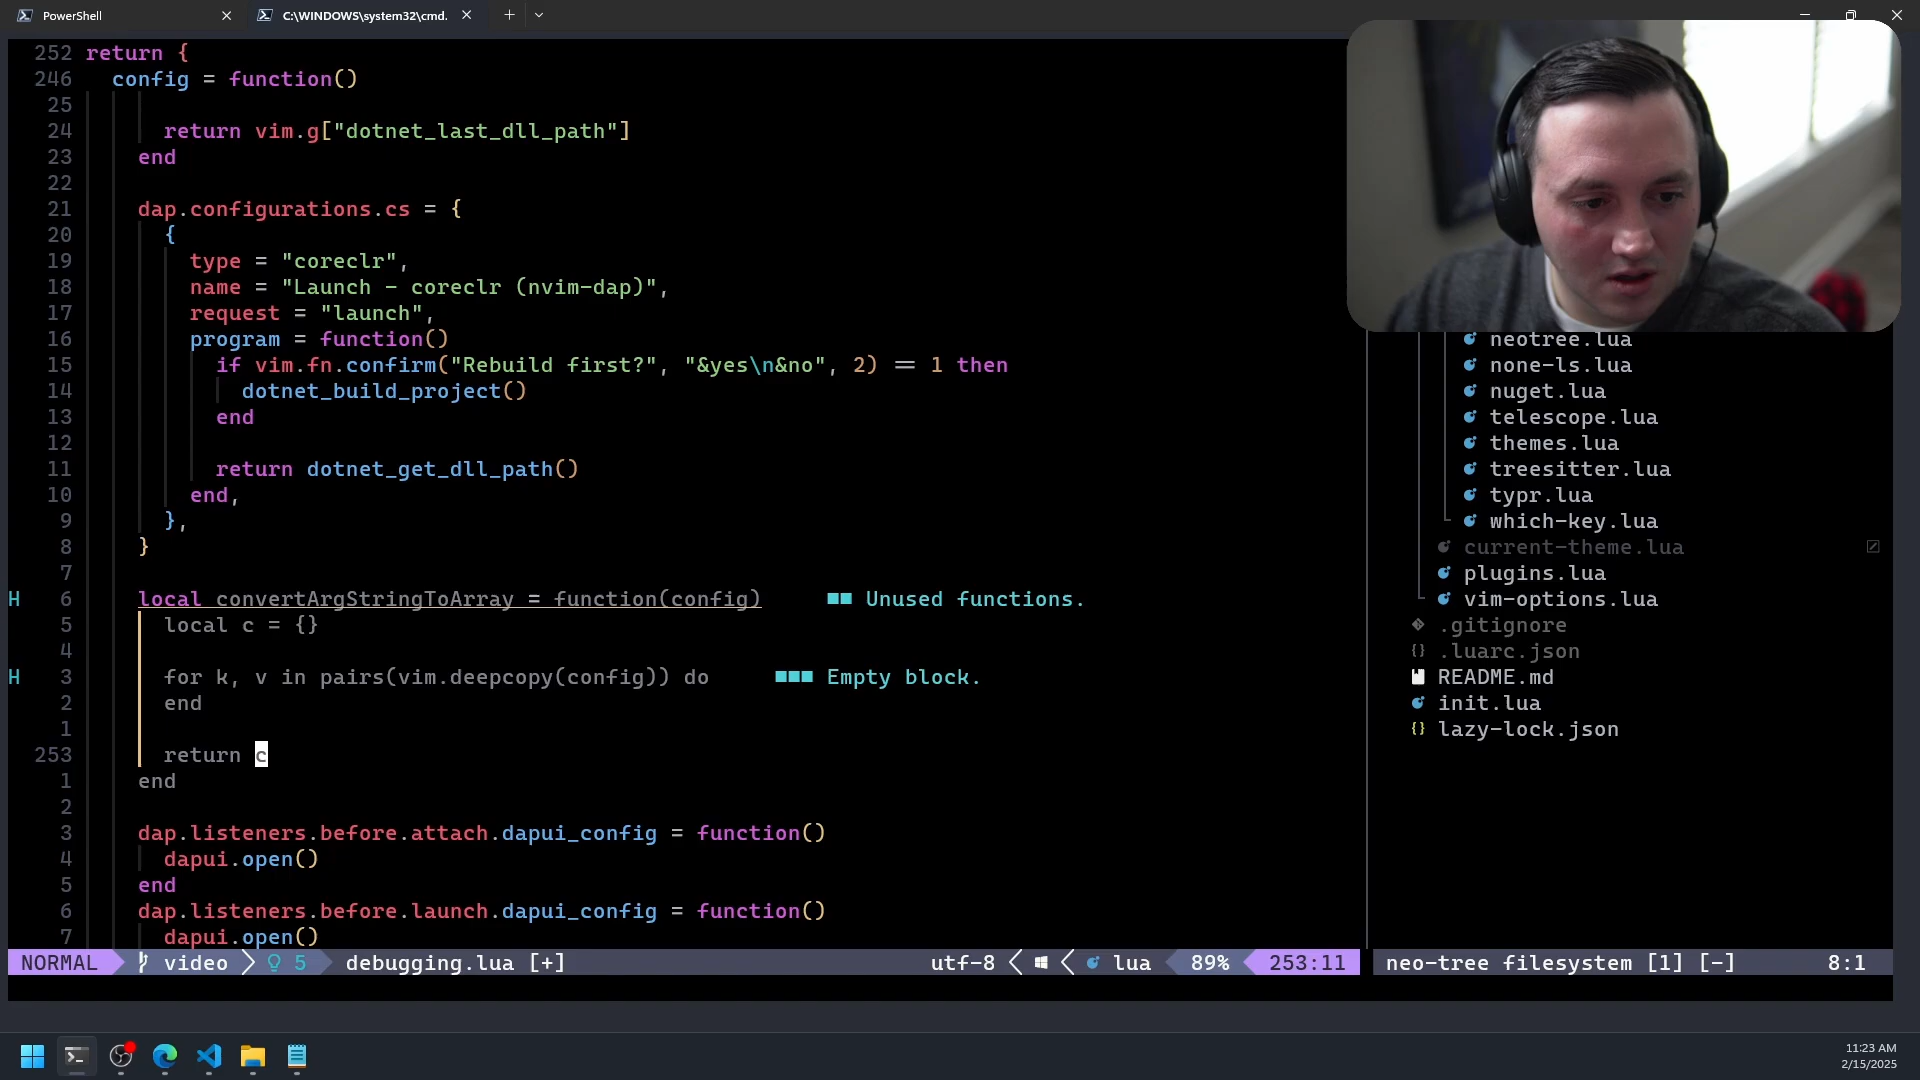 PowerShell
C:\WINDOWS\system32\cmd.
252 return {
246 config = function()
25
24 return vim.g["dotnet_last_dll_path"]
23 end
22
21 dap.configurations.cs = {
20 {
19 type = "coreclr",
18 name = "Launch - coreclr (nvim-dap)",
17 request = "launch",
16 program = function()
15 if vim.fn.confirm("Rebuild first?", "&yes\n&no", 2) == 1 then
14 dotnet_build_project()
13 end
12
11 return dotnet_get_dll_path()
10 end,
9 },
8 }
7
H 6 local convertArgStringToArray = function(config) ■■ Unused functions.
5 local c = {}
4
H 3 for k, v in pairs(vim.deepcopy(config)) do ■■■ Empty block.
2 end
1
253 return c
1 end
2
3 dap.listeners.before.attach.dapui_config = function()
4 dapui.open()
5 end
6 dap.listeners.before.launch.dapui_config = function()
7 dapui.open()
NORMAL video 5 debugging.lua [+] utf-8 lua 89% 253:11
neotree.lua
none-ls.lua
nuget.lua
telescope.lua
themes.lua
treesitter.lua
typr.lua
which-key.lua
current-theme.lua
plugins.lua
vim-options.lua
.gitignore
.luarc.json
README.md
init.lua
lazy-lock.json
neo-tree filesystem [1] [-] 8:1
11:23 AM
2/15/2025